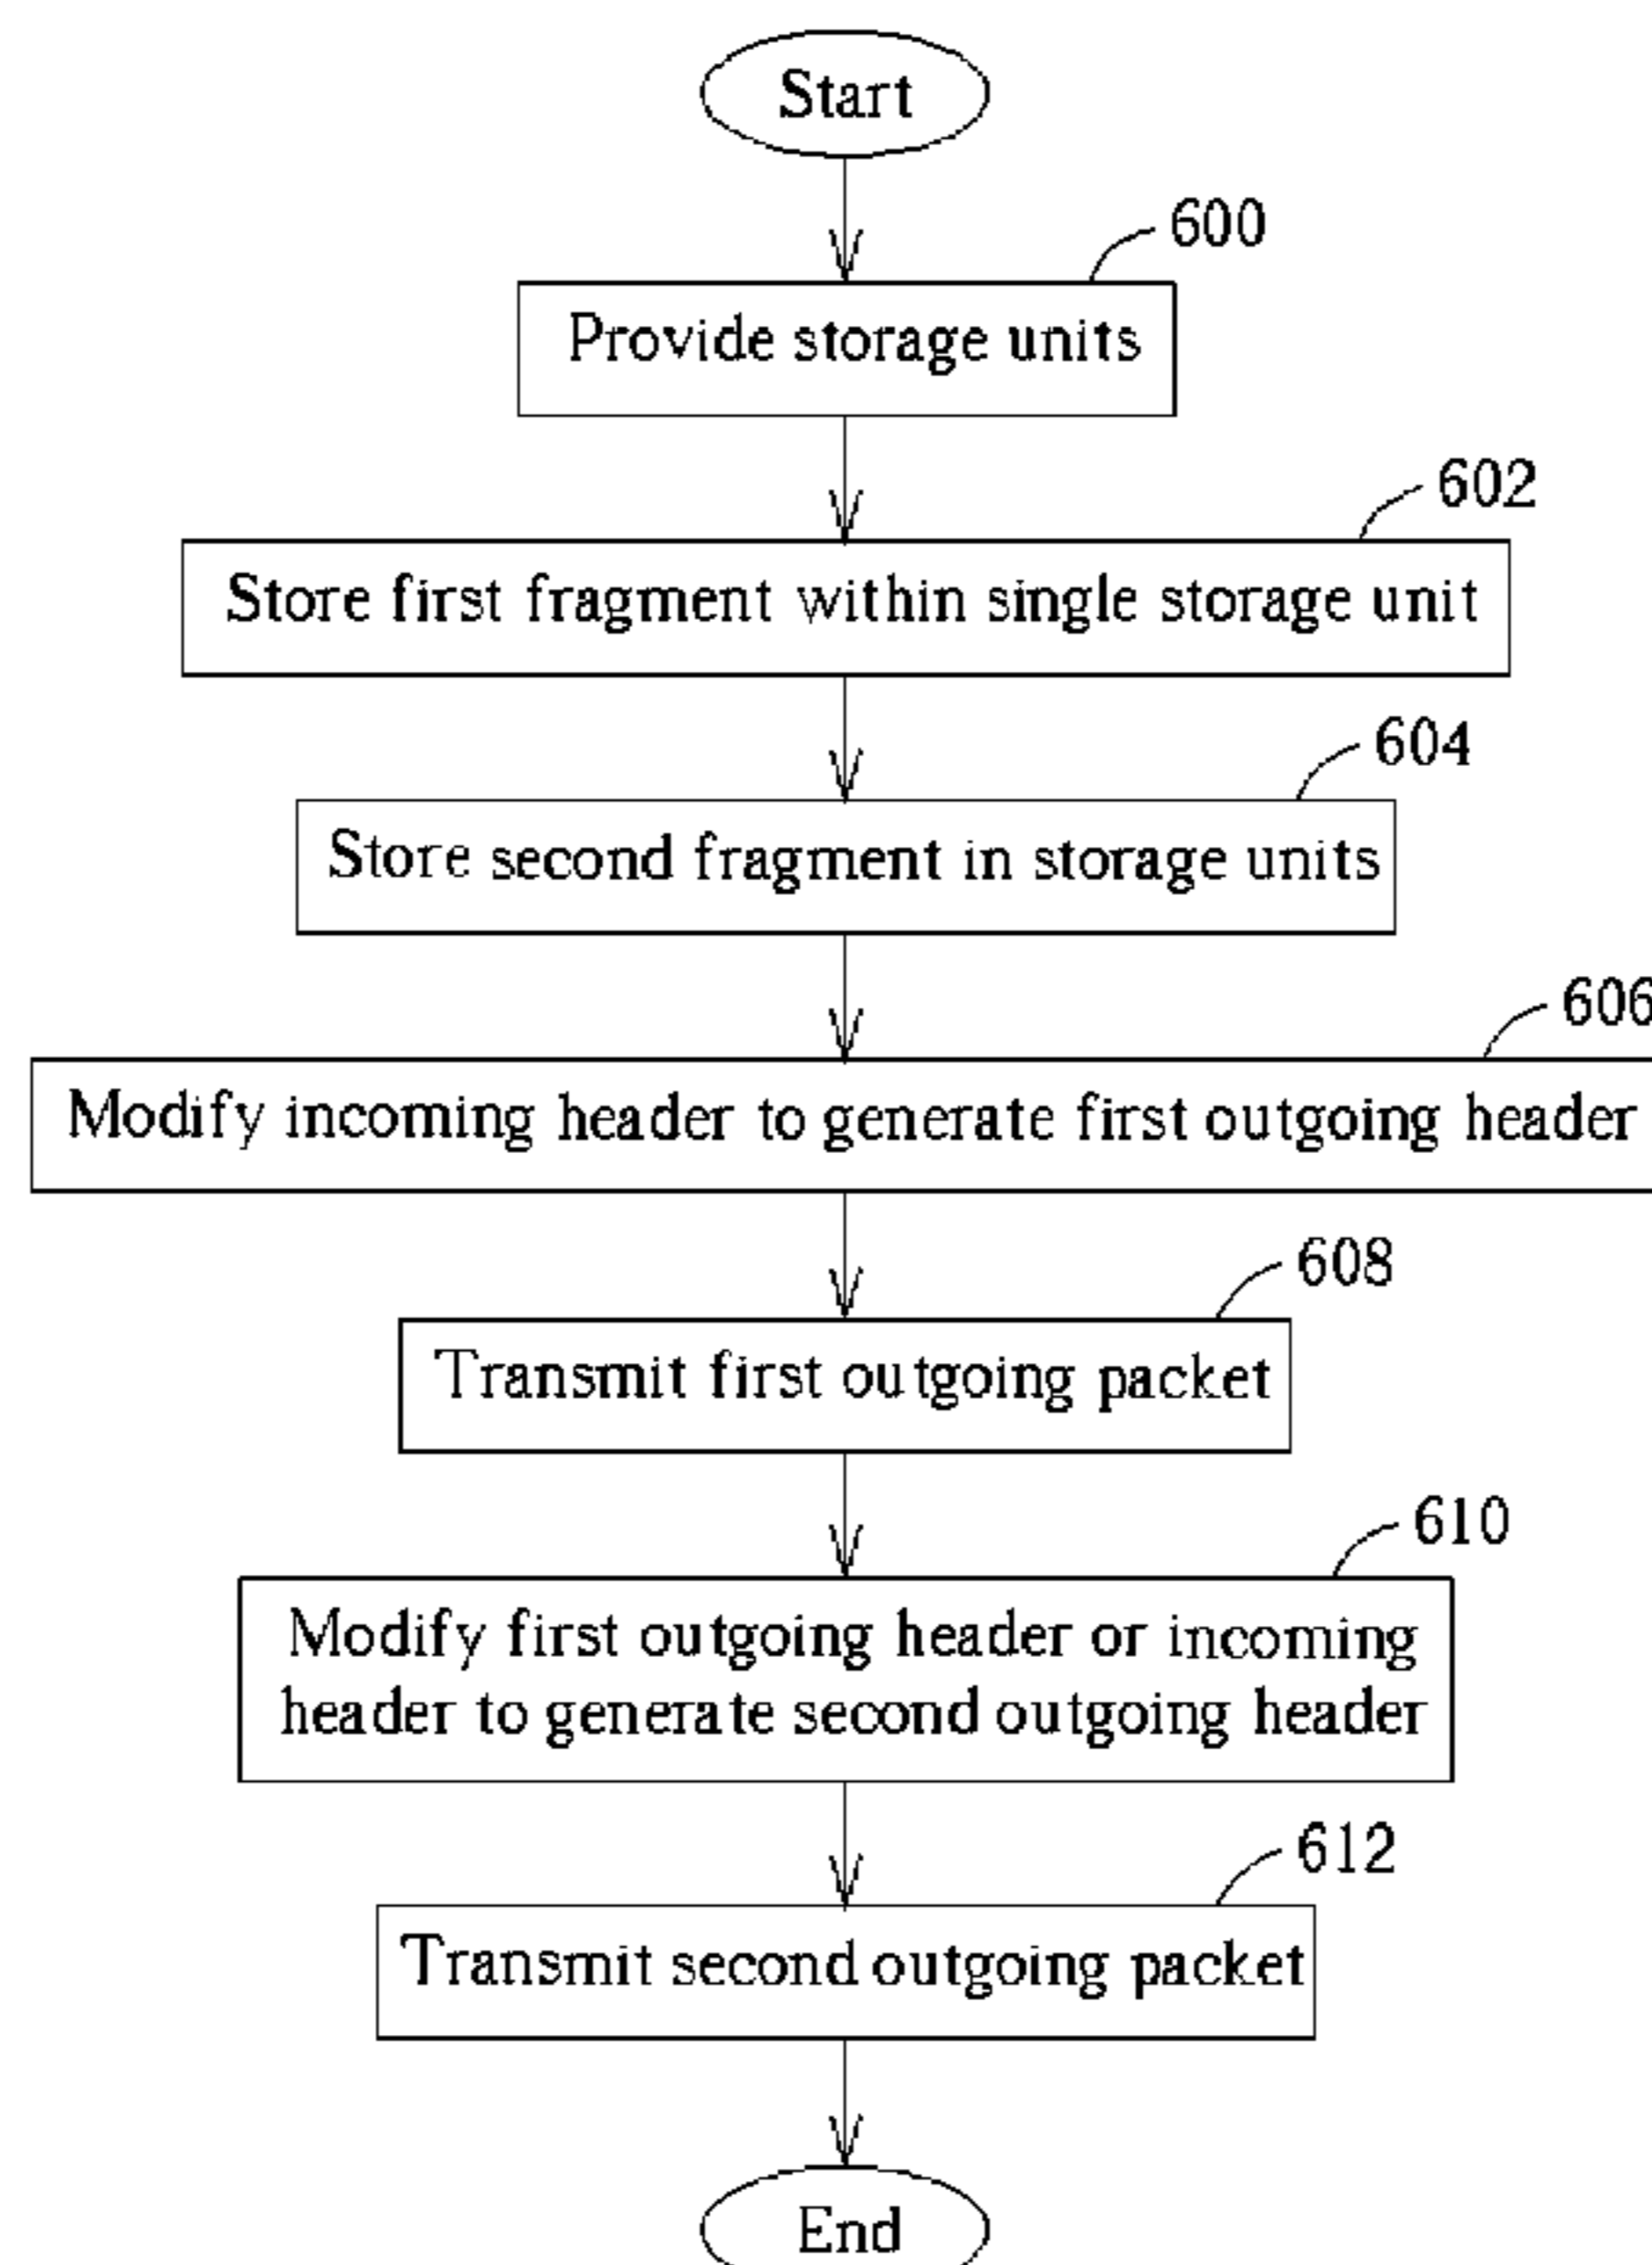 Start
600
Provide storage units
602
Store first fragment within single storage unit
604
Store second fragment in storage units
606
Modify incoming header to generate first outgoing header
608
Transmit first outgoing packet
610
Modify first outgoing header or incoming
header to generate second outgoing header
612
Transmit second outgoing packet
End